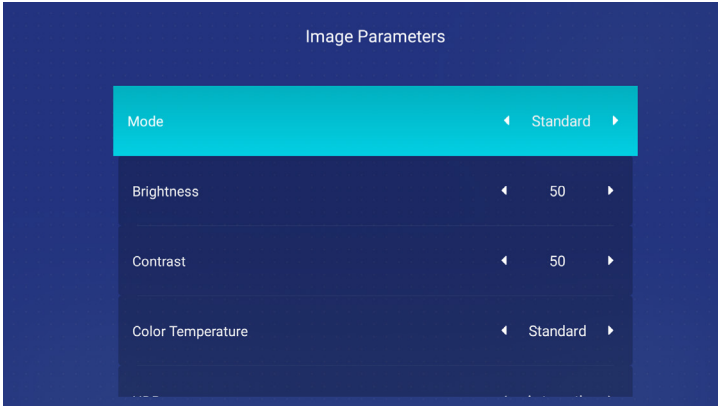 Image Parameters
Mode Standard
Brightness 50
Contrast 50
Color Temperature Standard